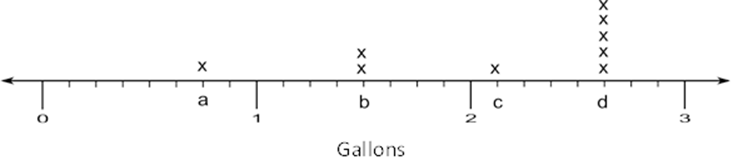 x
x
x
x x
x x x x
a b c d
0 1 2 3
Gallons